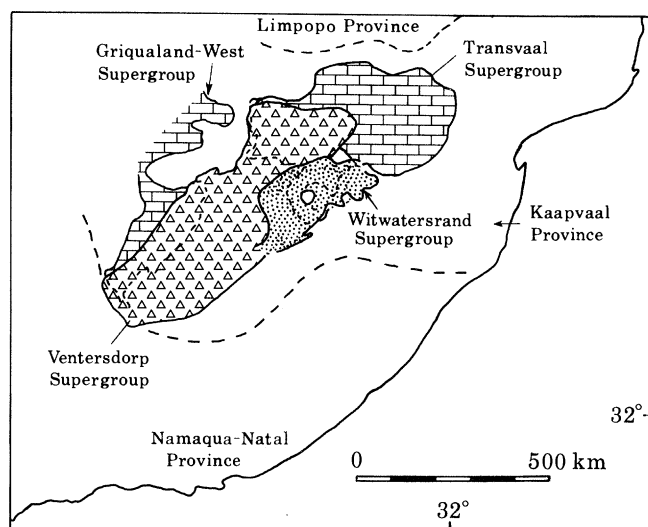 Limpopo Province
Griqualand-West
Supergroup
Transvaal
Supergroup
Witwatersrand
Supergroup
Kaapvaal
Province
Ventersdorp
Supergroup
32°
Namaqua-Natal
Province
0 500 km
32°